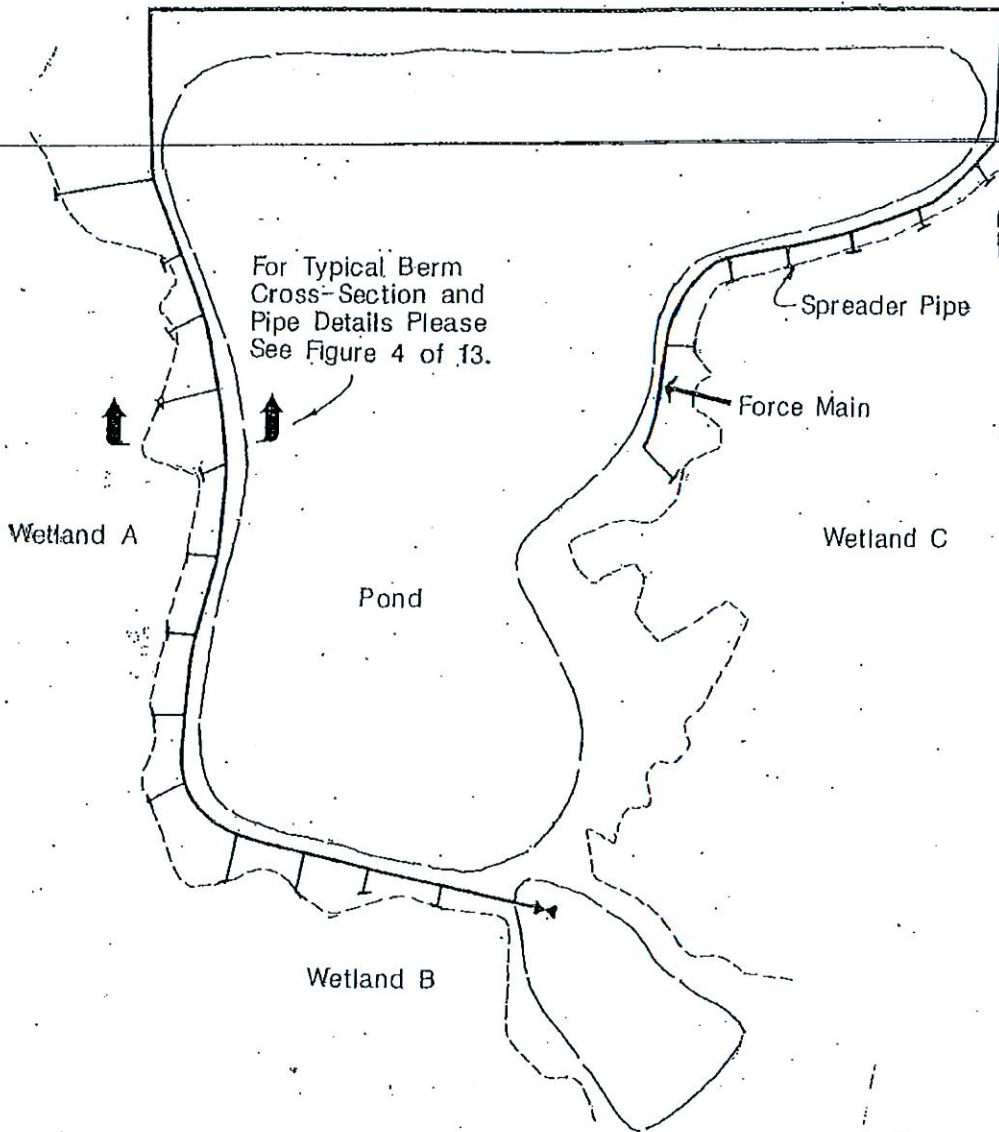 For Typical Berm
Cross-Section and
Pipe Details Please
See Figure 4 of 13.
Spreader Pipe
Force Main
Wetland A
Wetland C
Pond
Wetland B